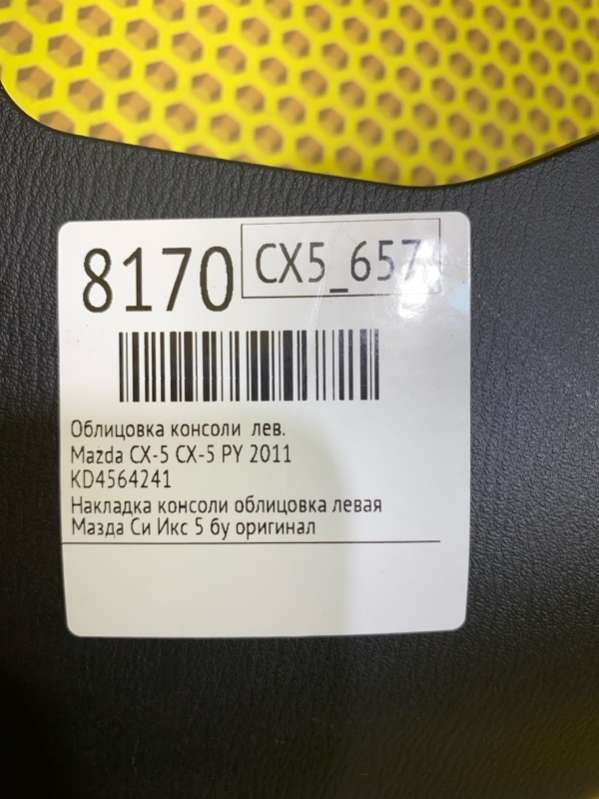 8170
CX5_657
Облицовка консоли лев.
Mazda CX-5 CX-5 PY 2011
KD4564241
Накладка консоли облицовка левая
Мазда Си Икс 5 бу оригинал